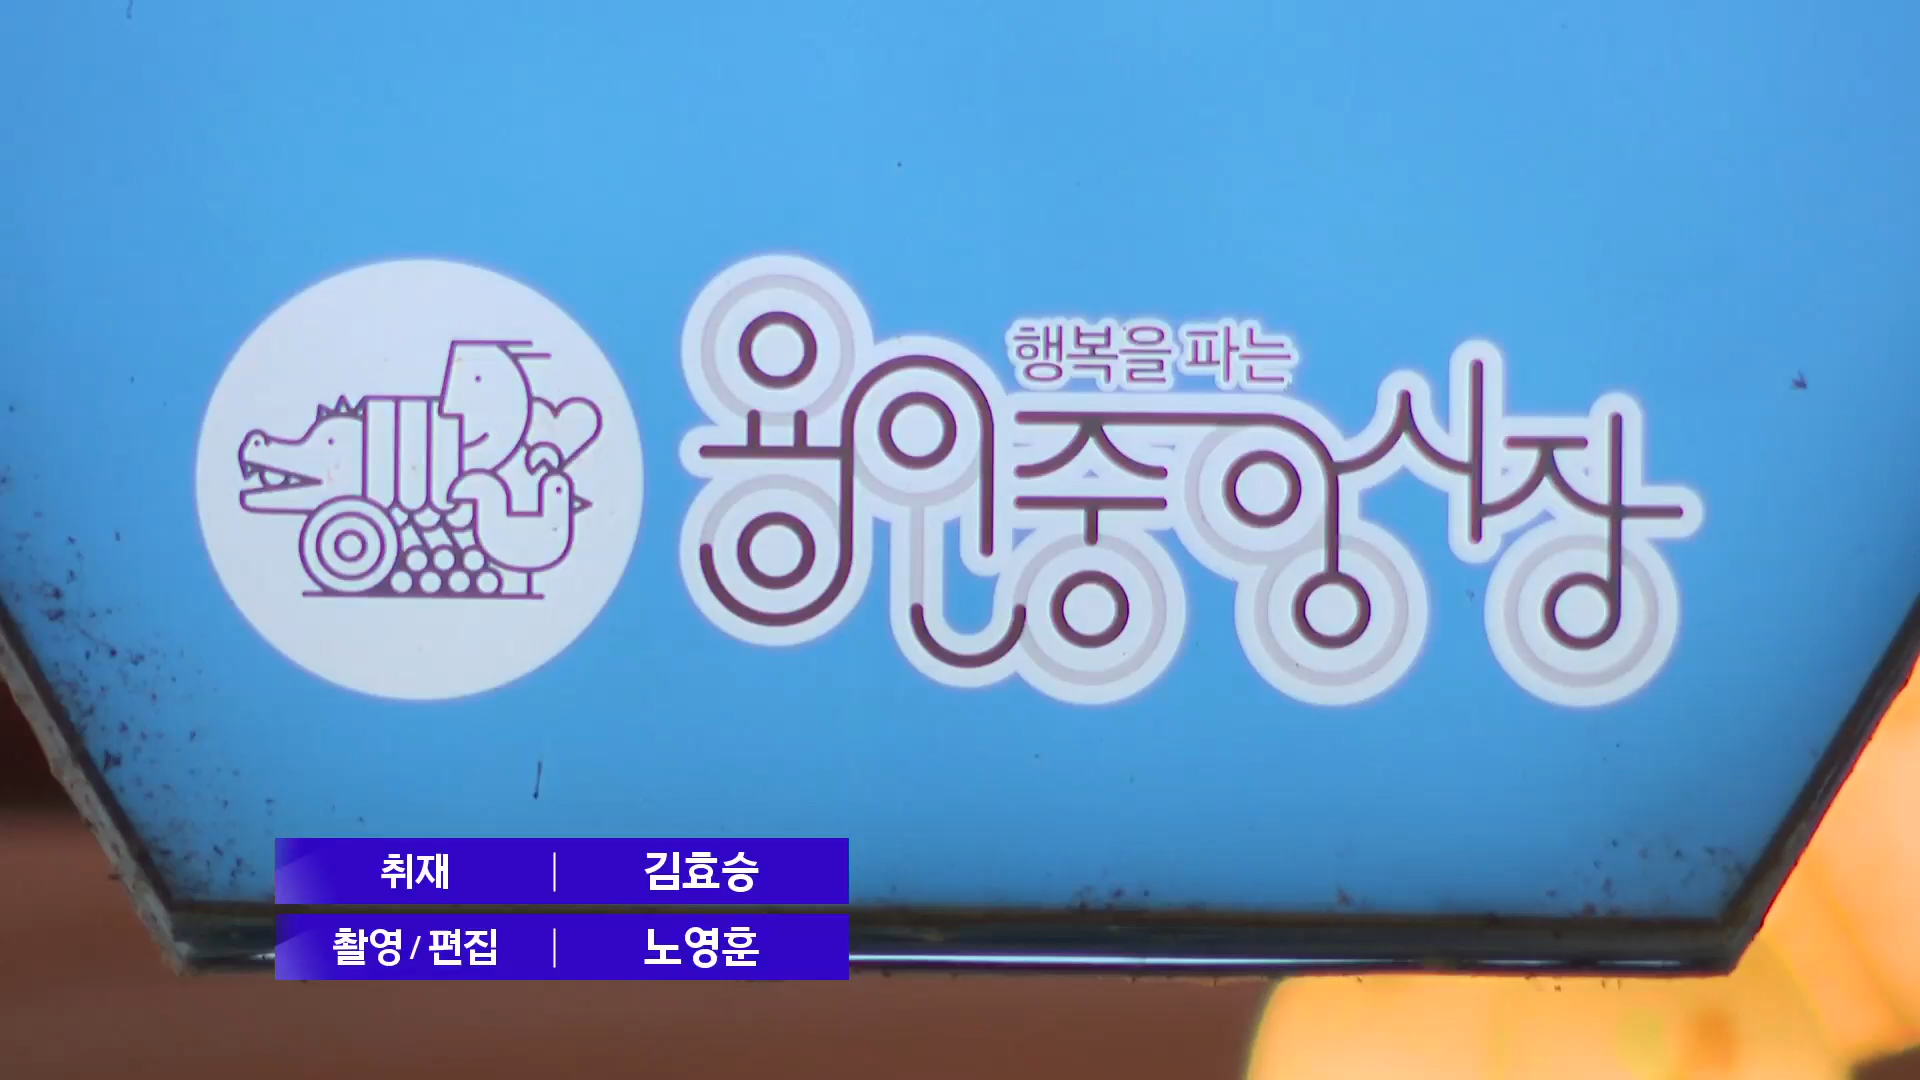 행복을 파는
용인중앙시장
취재 | 김효승
촬영 / 편집 | 노영훈